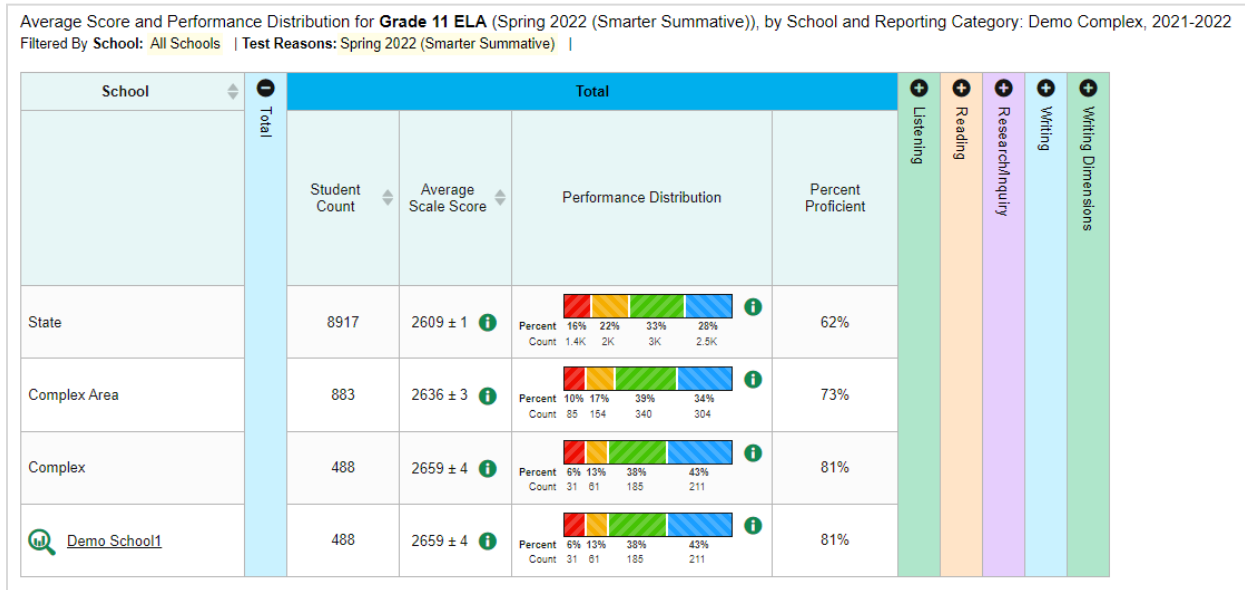 Average Score and Performance Distribution for Grade 11 ELA (Spring 2022 (Smarter Summative)), by School and Reporting Category: Demo Complex, 2021-2022
Filtered By School: All Schools | Test Reasons: Spring 2022 (Smarter Summative) |
School
Total
Total
Listening
Reading
Research/Inquiry
Writing
Writing Dimensions
Student
Count
Average
Scale Score
Performance Distribution
Percent
Proficient
State
8917
2609 ± 1
Percent 16% 22% 33% 28%
Count 1.4K 2K 3K 2.5K
62%
Complex Area
883
2636 ± 3
Percent 10% 17% 39% 34%
Count 85 154 340 304
73%
Complex
488
2659 ± 4
Percent 6% 13% 38% 43%
Count 31 61 185 211
81%
Demo School1
488
2659 ± 4
Percent 6% 13% 38% 43%
Count 31 61 185 211
81%